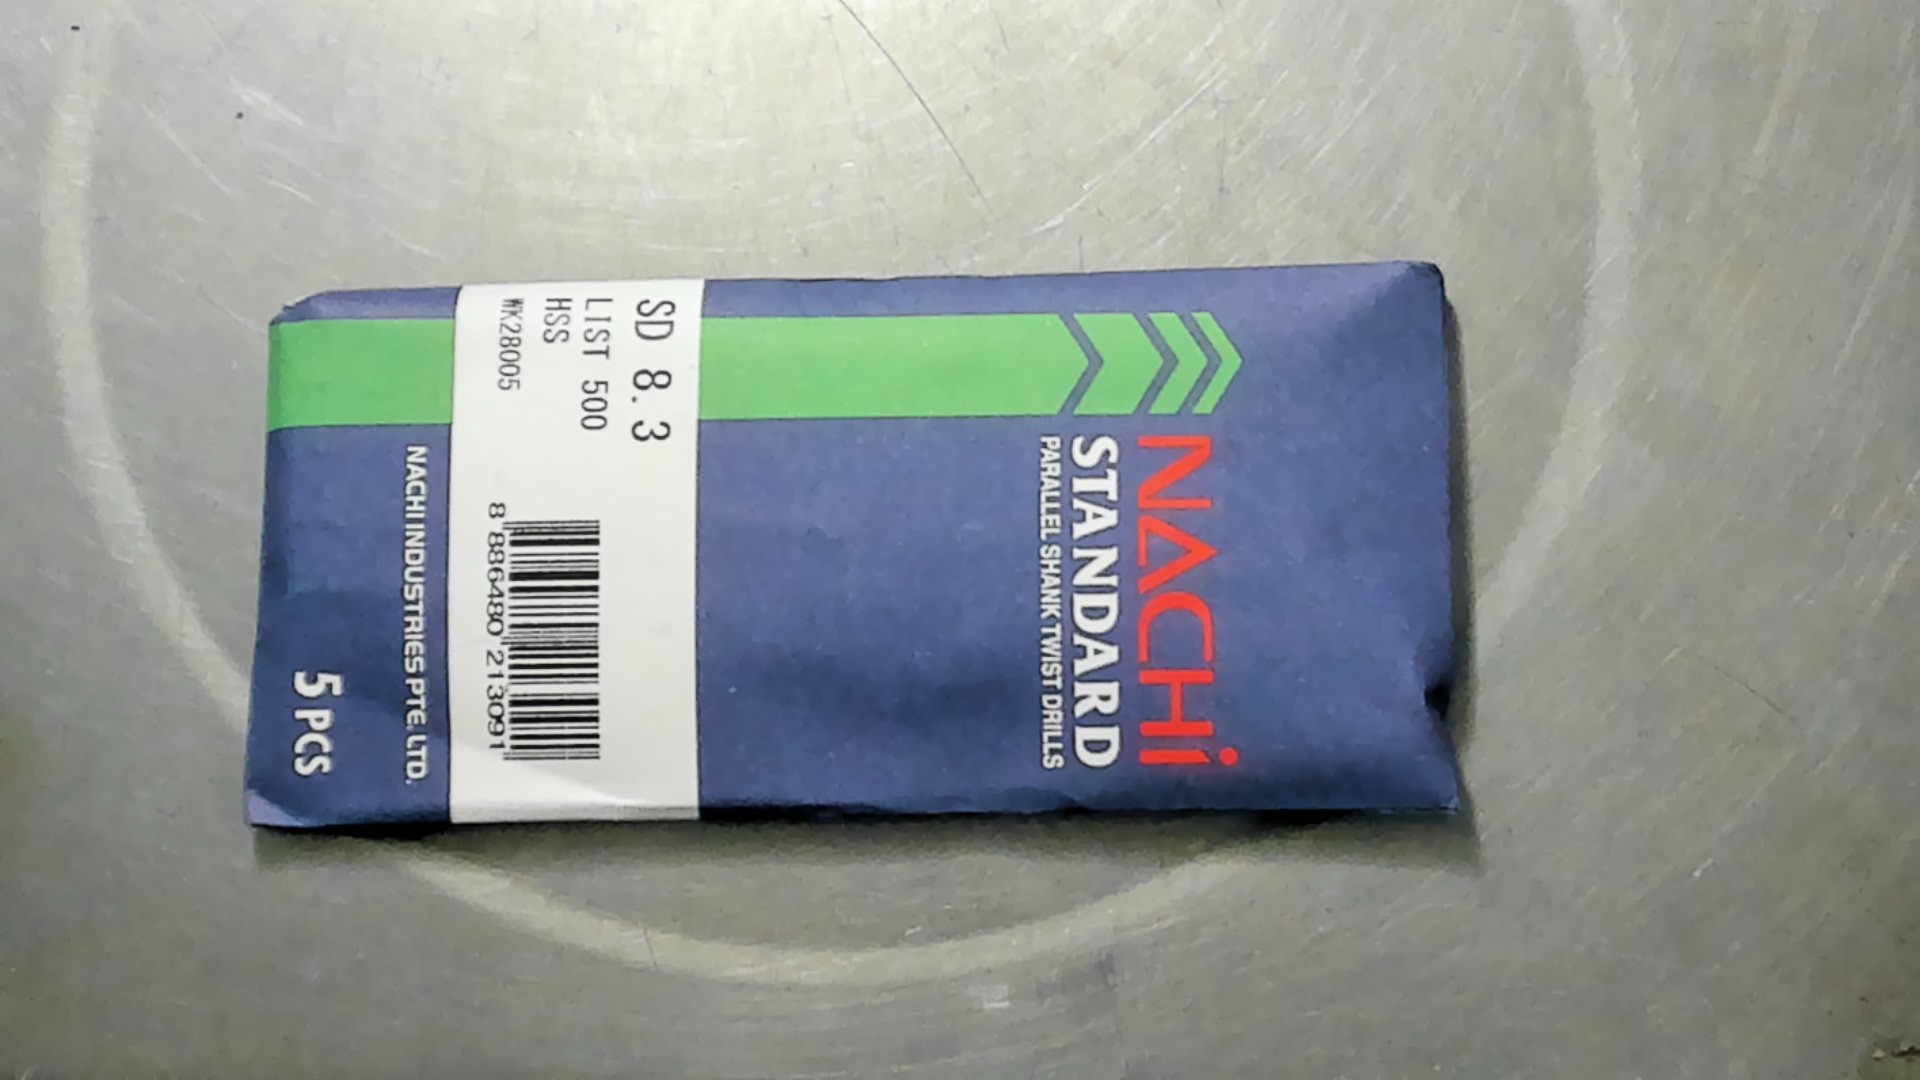 NACHi
STANDARD
PARALLEL SHANK TWIST DRILLS
SD 8.3
LIST 500
HSS
WK28005
8 886480 213091
NACHI INDUSTRIES PTE. LTD.
5 PCS